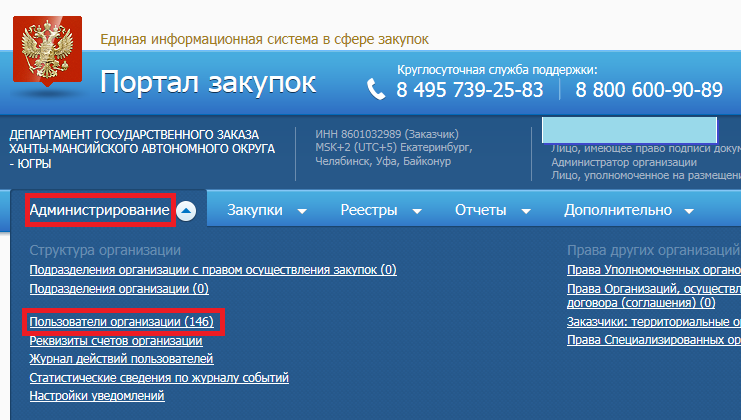 Единая информационная система в сфере закупок
Портал закупок
Круглосуточная служба поддержки:
8 495 739-25-83 8 800 600-90-89
ДЕПАРТАМЕНТ ГОСУДАРСТВЕННОГО ЗАКАЗА
ХАНТЫ-МАНСИЙСКОГО АВТОНОМНОГО ОКРУГА
- ЮГРЫ
ИНН 8601032989 (Заказчик)
MSK+2 (UTC+5) Екатеринбург,
Челябинск, Уфа, Байконур
Лицо, имеющее право подписи доку
Администратор организации
Лицо, уполномоченное на размещени
Администрирование Закупки Реестры Отчеты Дополнительно
Структура организации
Подразделения организации с правом осуществления закупок (0)
Подразделения организации (0)
Пользователи организации (146)
Реквизиты счетов организации
Журнал действий пользователей
Статистические сведения по журналу событий
Настройки уведомлений
Права других организаций
Права Уполномоченных органо
Права Организаций, осуществл
договора (соглашения) (0)
Заказчики: территориальные о
Права Специализированных ор